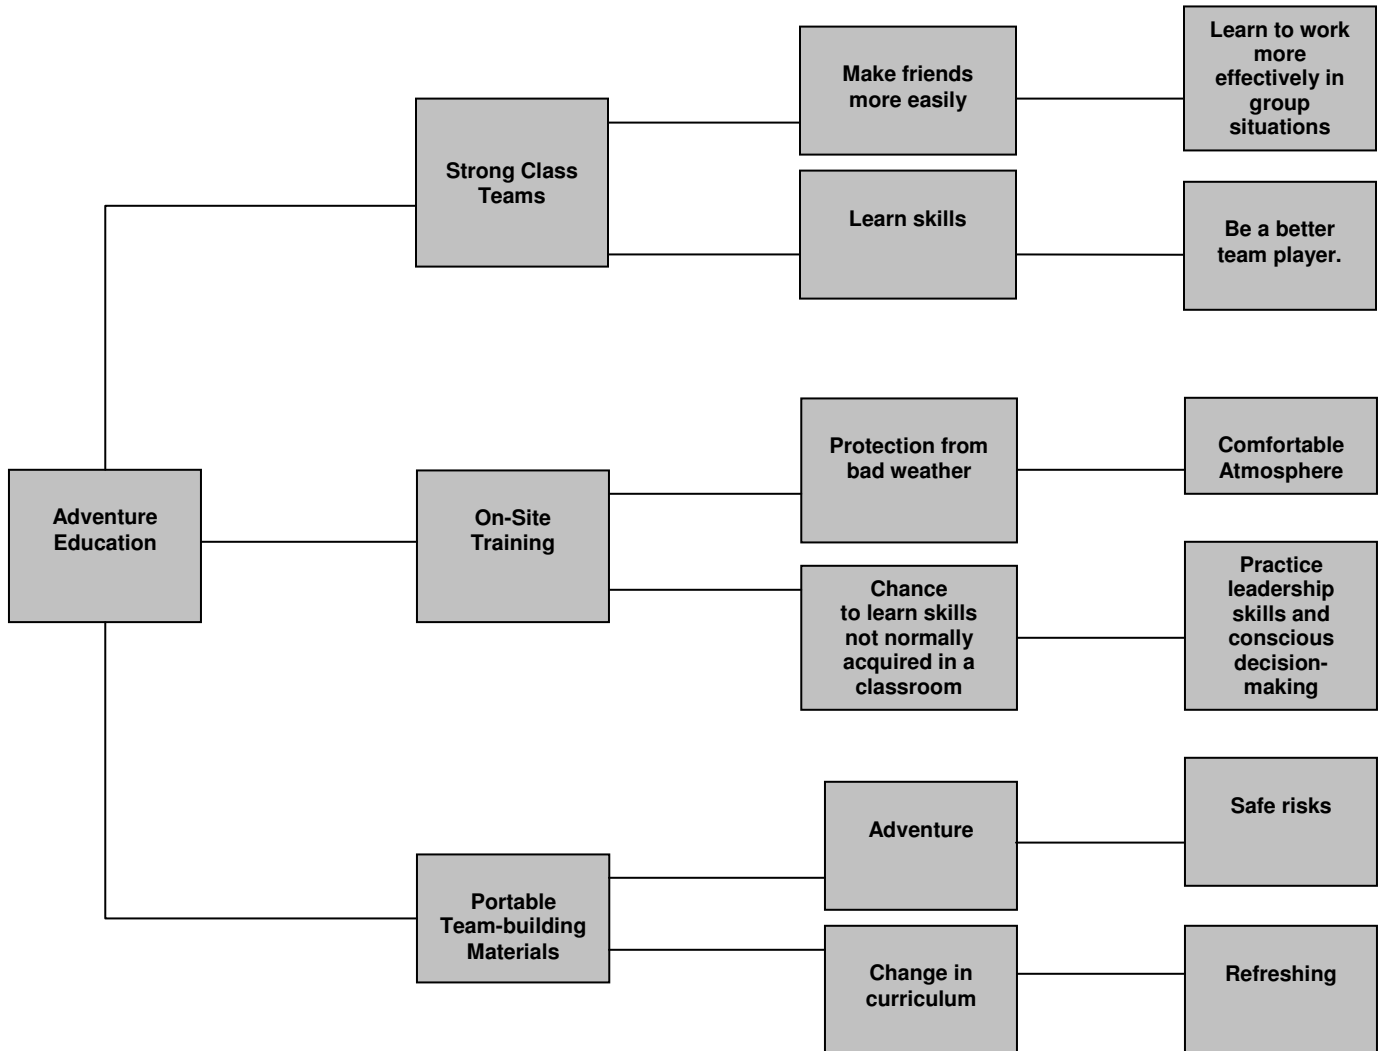 Adventure
Education
Strong Class
Teams
Make friends
more easily
Learn to work
more
effectively in
group
situations
Learn skills
Be a better
team player.
On-Site
Training
Protection from
bad weather
Comfortable
Atmosphere
Chance
to learn skills
not normally
acquired in a
classroom
Practice
leadership
skills and
conscious
decision-
making
Portable
Team-building
Materials
Adventure
Safe risks
Change in
curriculum
Refreshing